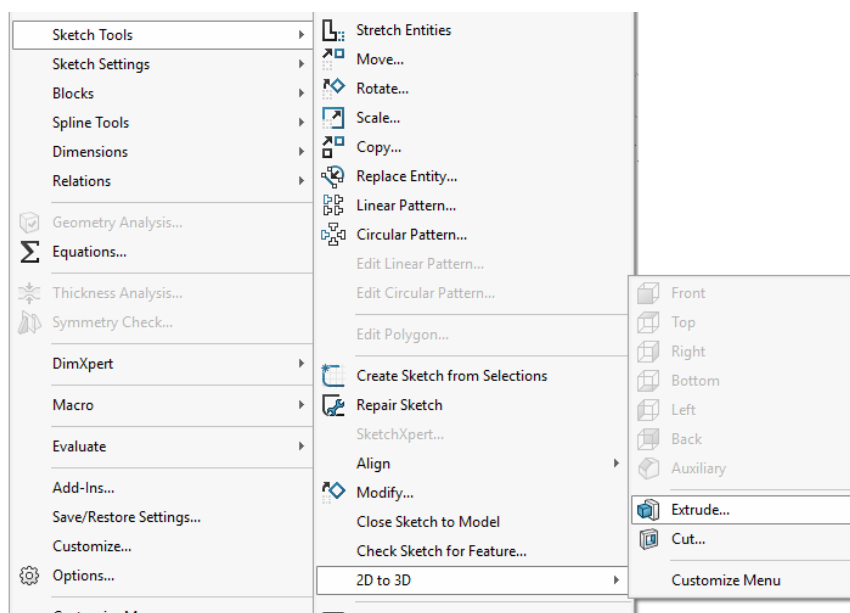 Sketch Tools
Sketch Settings
Blocks
Spline Tools
Dimensions
Relations
Geometry Analysis...
Equations...
Thickness Analysis...
Symmetry Check...
DimXpert
Macro
Evaluate
Add-Ins...
Save/Restore Settings...
Customize...
Options...
Stretch Entities
Move...
Rotate...
Scale...
Copy...
Replace Entity...
Linear Pattern...
Circular Pattern...
Edit Linear Pattern...
Edit Circular Pattern...
Edit Polygon...
Create Sketch from Selections
Repair Sketch
SketchXpert...
Align
Modify...
Close Sketch to Model
Check Sketch for Feature...
2D to 3D
Front
Top
Right
Bottom
Left
Back
Auxiliary
Extrude...
Cut...
Customize Menu